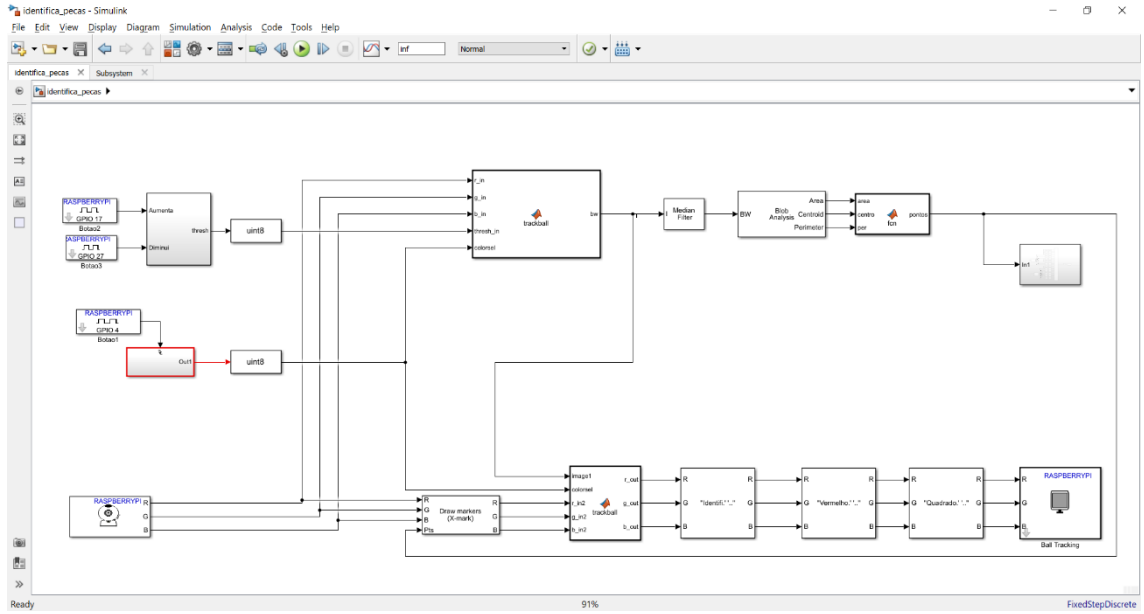 identifica_pecas - Simulink
File Edit View Display Diagram Simulation Analysis Code Tools Help
inf
Normal
identifica_pecas
Subsystem
identifica_pecas
RASPBERRYPI
GPIO 17
Botao2
RASPBERRYPI
GPIO 27
Botao3
Aumenta
Diminui
thresh
uint8
RASPBERRYPI
GPIO 4
Botao1
Out1
uint8
r_in
g_in
b_in
thresh_in
colorsel
trackball
bw
I
Median
Filter
BW
Blob
Analysis
Area
Centroid
Perimeter
area
centro
per
fcn
pontos
In1
RASPBERRYPI
R
G
B
R
G
B
Pts
Draw markers
(X-mark)
R
G
B
Image1
colorsel
r_in2
g_in2
b_in2
trackball
r_out
g_out
b_out
R
G
B
"Identifi.'.'.."
R
G
B
R
G
B
"Vermelho.'.'.."
R
G
B
R
G
B
"Quadrado.'.'.."
R
G
B
RASPBERRYPI
R
G
B
Ball Tracking
Ready
91%
FixedStepDiscrete